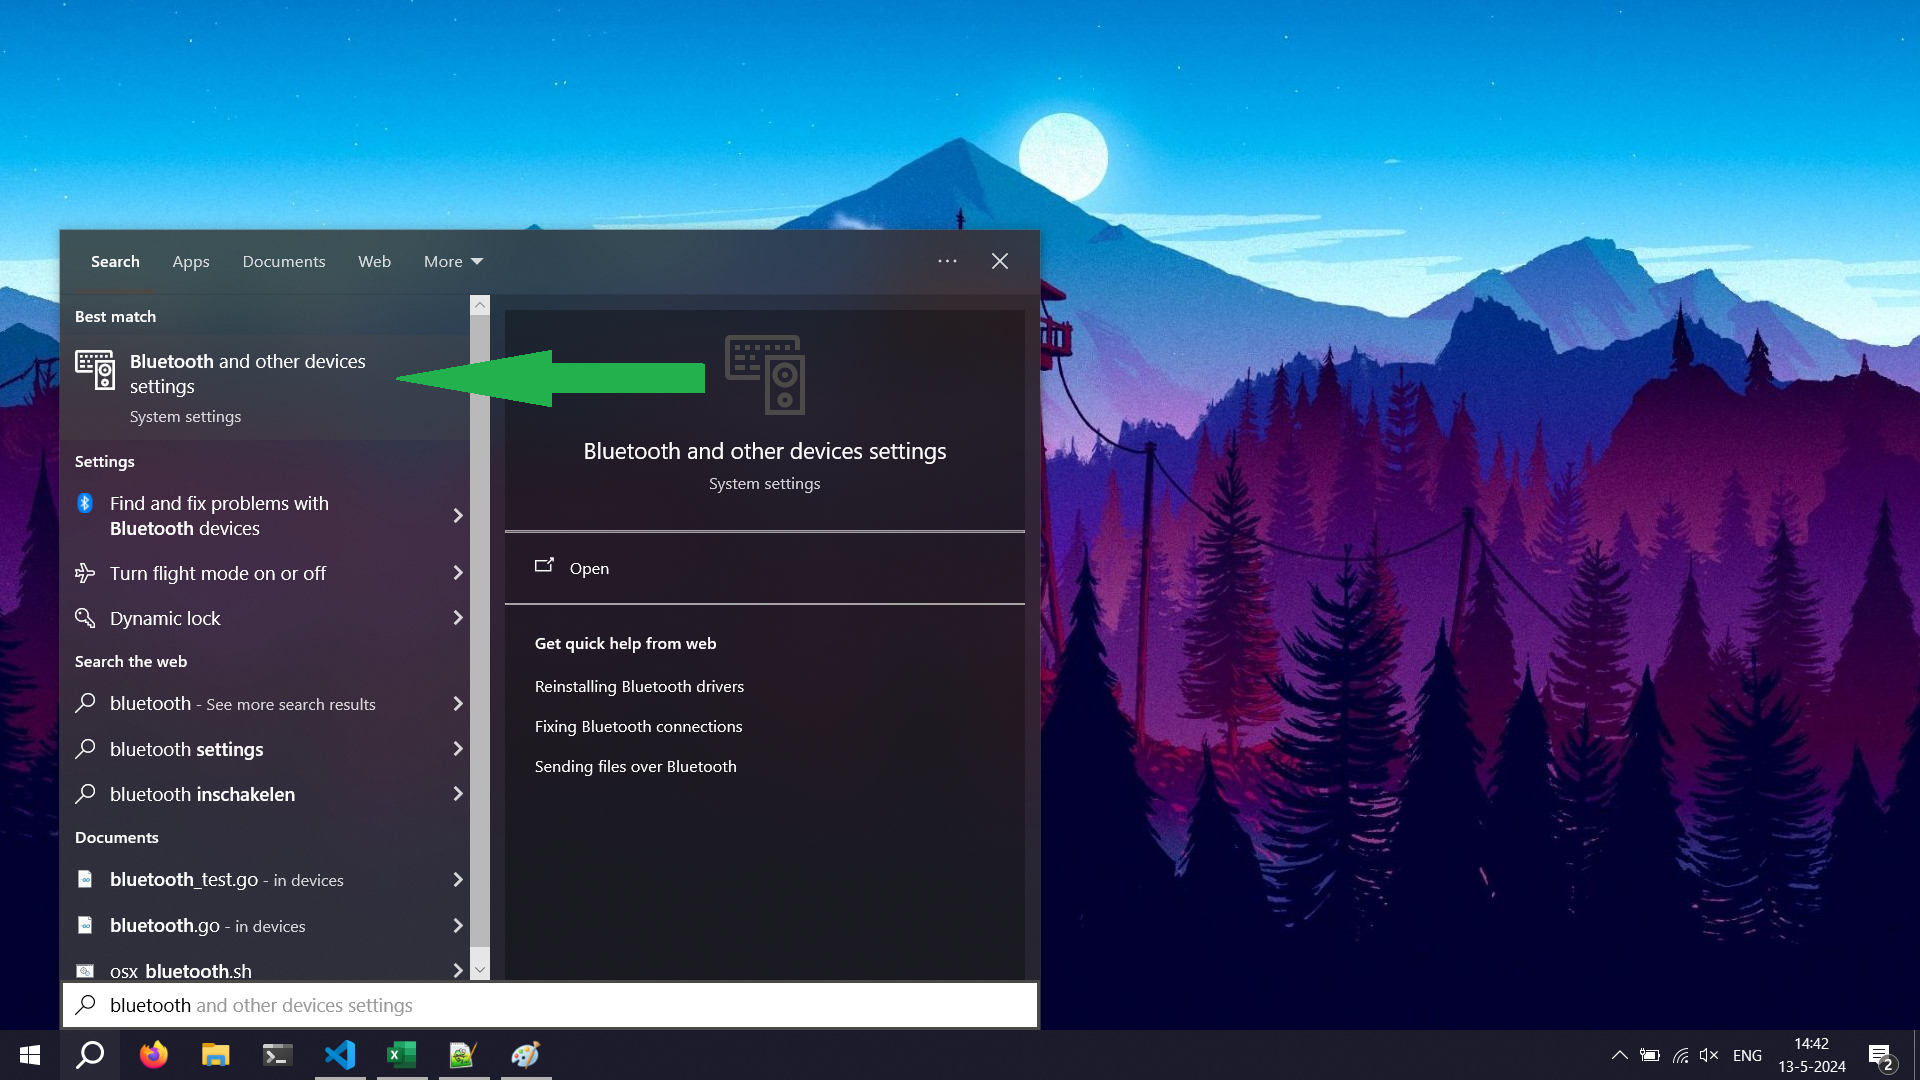 Search Apps Documents Web More
Best match
Bluetooth and other devices
settings
System settings
Settings
Find and fix problems with
Bluetooth devices
Turn flight mode on or off
Dynamic lock
Search the web
bluetooth - See more search results
bluetooth settings
bluetooth inschakelen
Documents
bluetooth_test.go - in devices
bluetooth.go - in devices
osx_bluetooth.sh
Bluetooth and other devices settings
System settings
Open
Get quick help from web
Reinstalling Bluetooth drivers
Fixing Bluetooth connections
Sending files over Bluetooth
bluetooth and other devices settings
ENG
14:42
13-5-2024
2